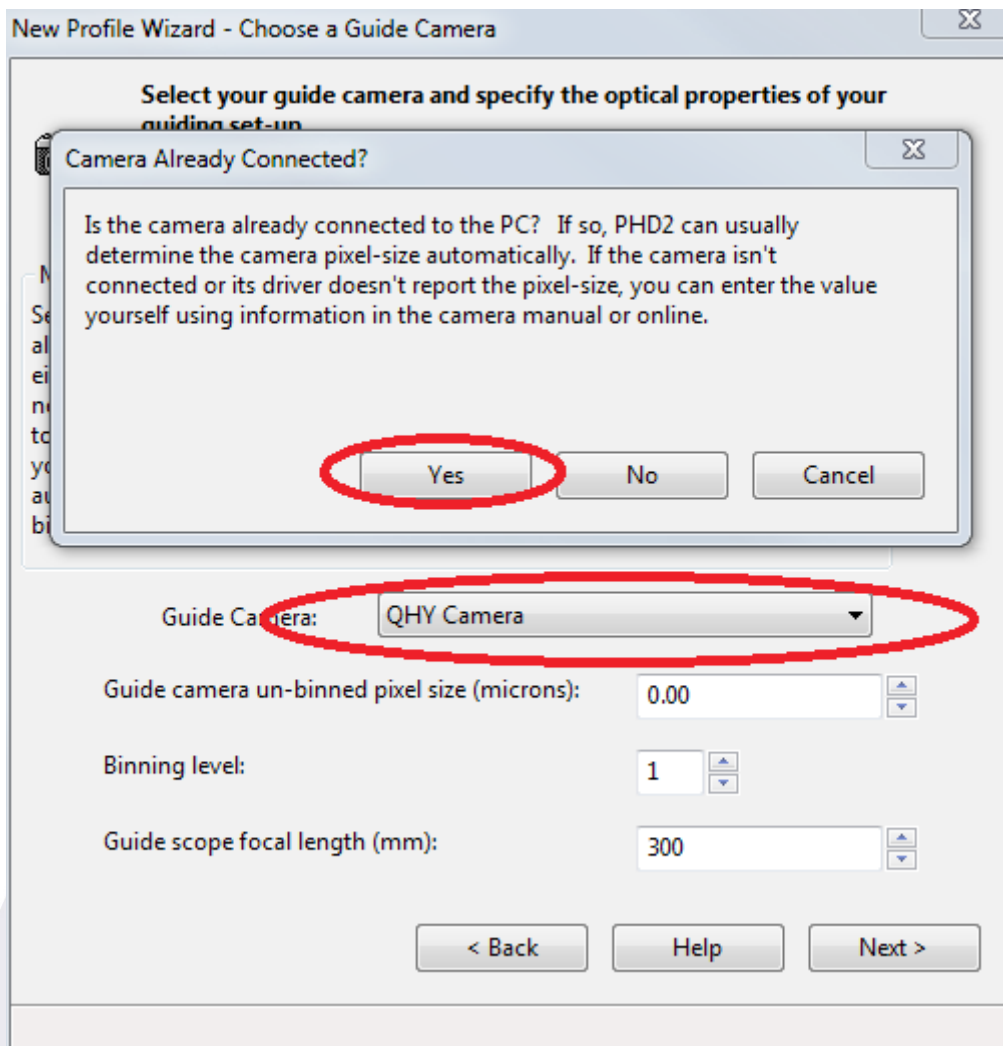 New Profile Wizard - Choose a Guide Camera
Select your guide camera and specify the optical properties of your
guiding set-up
Camera Already Connected?
Is the camera already connected to the PC? If so, PHD2 can usually
determine the camera pixel-size automatically. If the camera isn't
connected or its driver doesn't report the pixel-size, you can enter the value
yourself using information in the camera manual or online.
Yes No Cancel
Guide Camera: QHY Camera
Guide camera un-binned pixel size (microns): 0.00
Binning level: 1
Guide scope focal length (mm): 300
< Back Help Next >